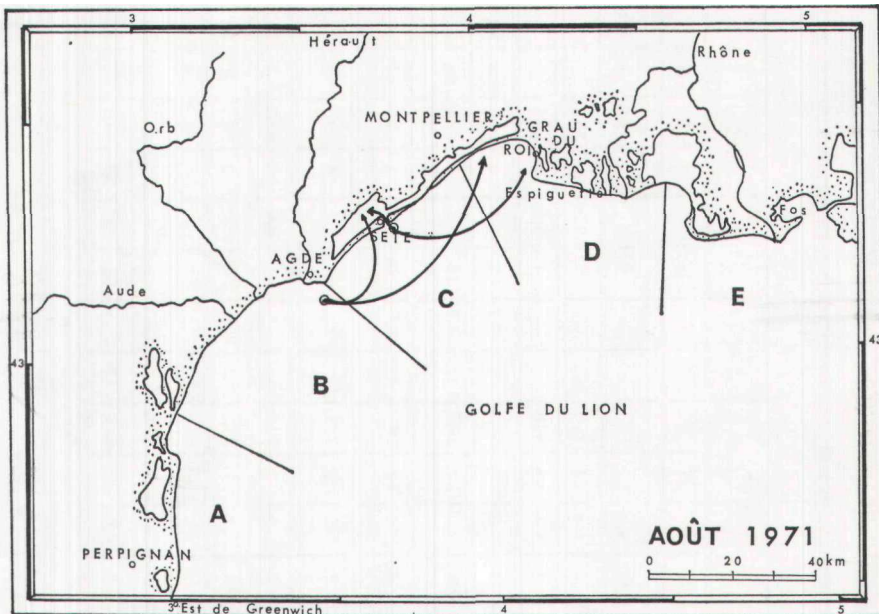 3
4
5
Hérault
Rhône
Orb
MONTPELLIER
GRAU
DU
ROI
Espiguette
Fos
SETE
AGDE
D
Aude
C
E
43
43
B
GOLFE DU LION
A
AOÛT 1971
PERPIGNAN
0 20 40km
3° Est de Greenwich
4
5